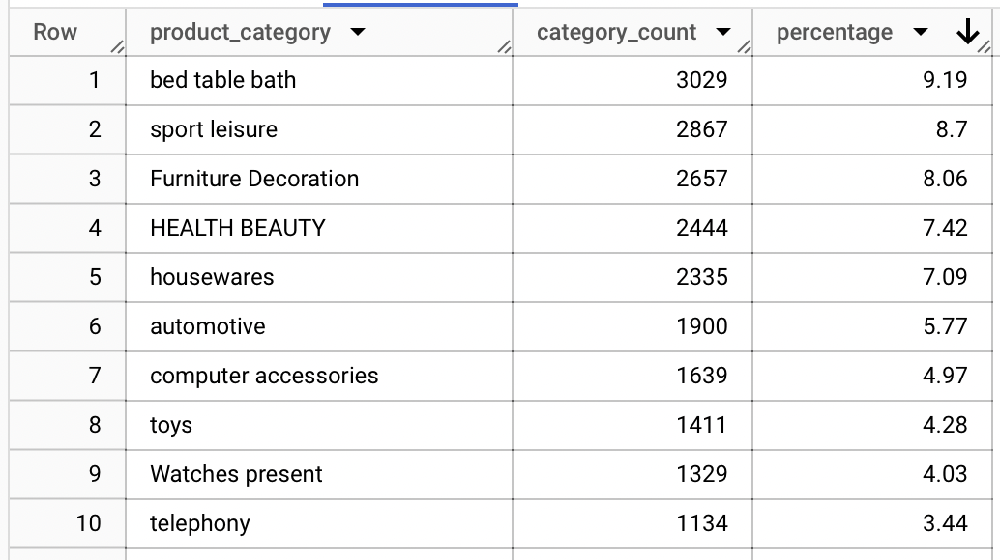 Row product_category category_count percentage
1 bed table bath 3029 9.19
2 sport leisure 2867 8.7
3 Furniture Decoration 2657 8.06
4 HEALTH BEAUTY 2444 7.42
5 housewares 2335 7.09
6 automotive 1900 5.77
7 computer accessories 1639 4.97
8 toys 1411 4.28
9 Watches present 1329 4.03
10 telephony 1134 3.44